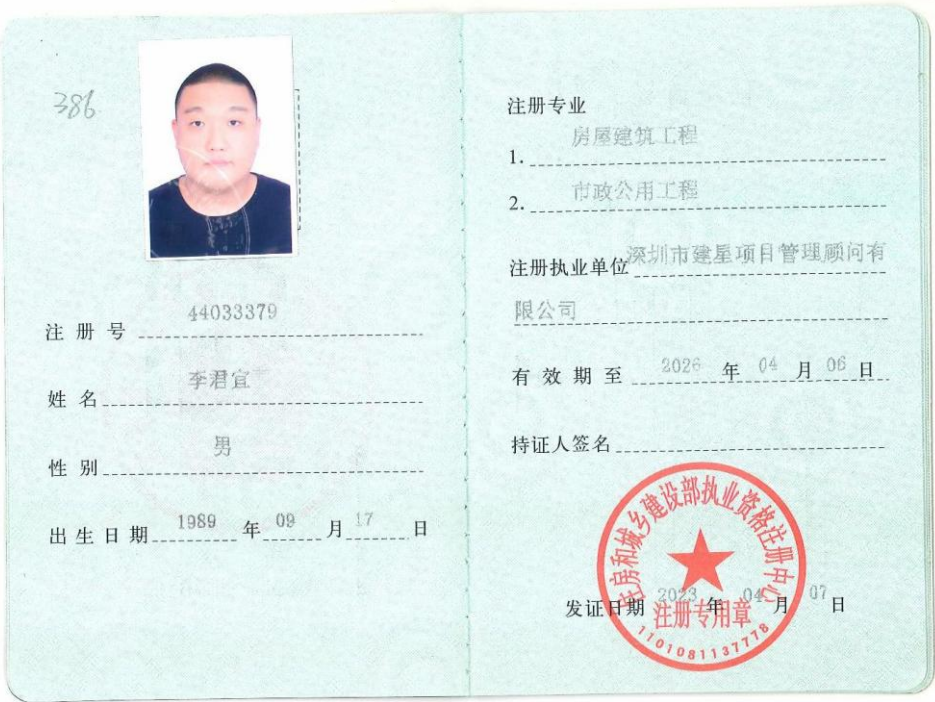 386
注 册 号 44033379
姓 名 李君宜
性 别 男
出 生 日 期 1989 年 09 月 17 日
注册专业
1. 房屋建筑工程
2. 市政公用工程
注册执业单位 深圳市建星项目管理顾问有
限公司
有 效 期 至 2026 年 04 月 06 日
持证人签名
住房和城乡建设部执业资格注册中心
发证日期 2023 年 04 月 07 日
注册专用章
1101081137778